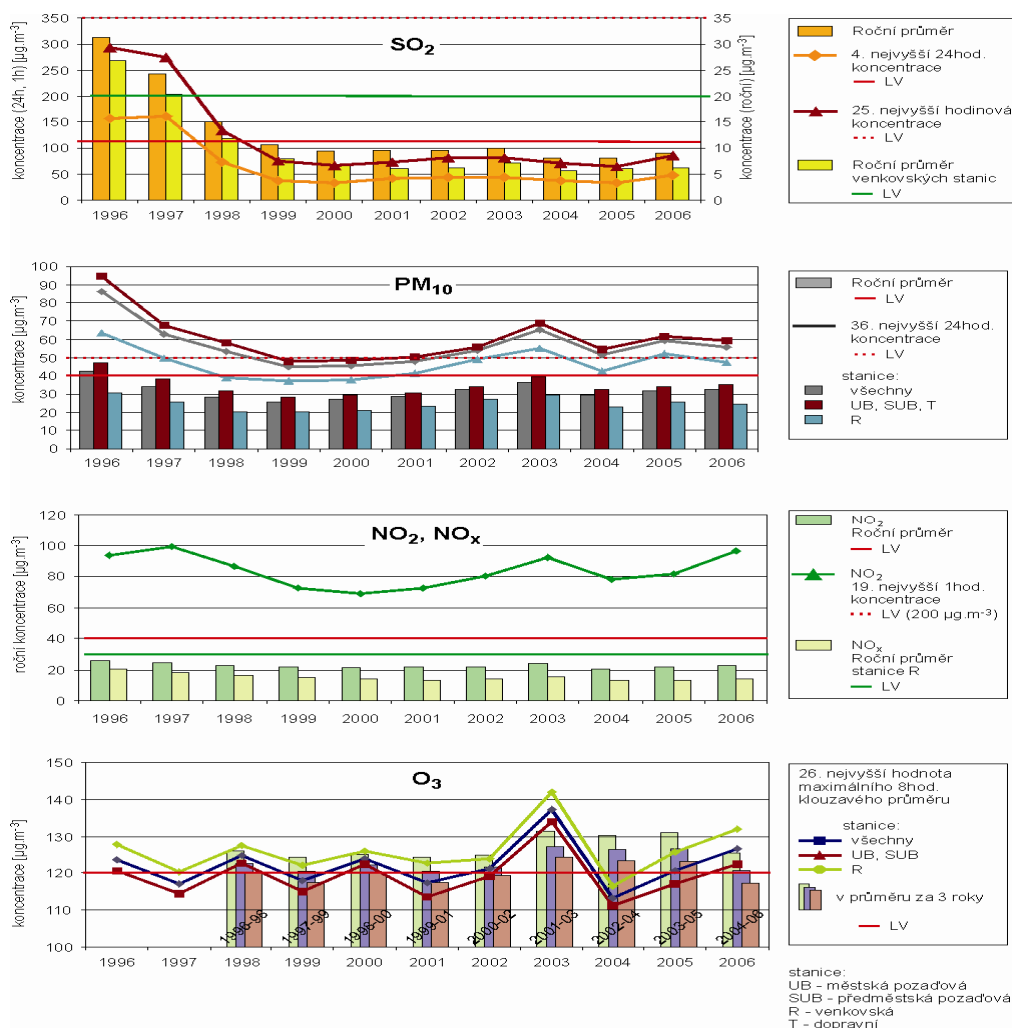 SO₂
koncentrace (24h, 1h) [µg.m⁻³]
350
300
250
200
150
100
50
0
35
30
25
20
15
10
5
0
koncentrace (roční) [µg.m⁻³]
1996 1997 1998 1999 2000 2001 2002 2003 2004 2005 2006
Roční průměr
4. nejvyšší 24hod.
koncentrace
LV
25. nejvyšší hodinová
koncentrace
LV
Roční průměr
venkovských stanic
LV
PM₁₀
koncentrace [µg.m⁻³]
100
90
80
70
60
50
40
30
20
10
0
1996 1997 1998 1999 2000 2001 2002 2003 2004 2005 2006
Roční průměr
LV
36. nejvyšší 24hod.
koncentrace
LV
stanice:
všechny
UB, SUB, T
R
NO₂, NOₓ
roční koncentrace [µg.m⁻³]
120
100
80
60
40
20
0
1996 1997 1998 1999 2000 2001 2002 2003 2004 2005 2006
NO₂
Roční průměr
LV
NO₂
19. nejvyšší 1hod.
koncentrace
LV (200 µg.m⁻³)
NOₓ
Roční průměr
stanice R
LV
O₃
koncentrace [µg.m⁻³]
150
140
130
120
110
100
1996-98 1997-99 1998-00 1999-01 2000-02 2001-03 2002-04 2003-05 2004-06
1996 1997 1998 1999 2000 2001 2002 2003 2004 2005 2006
26. nejvyšší hodnota
maximálního 8hod.
klouzavého průměru
stanice:
všechny
UB, SUB
R
v průměru za 3 roky
LV
stanice:
UB - městská pozaďová
SUB - předměstská pozaďová
R - venkovská
T - dopravní